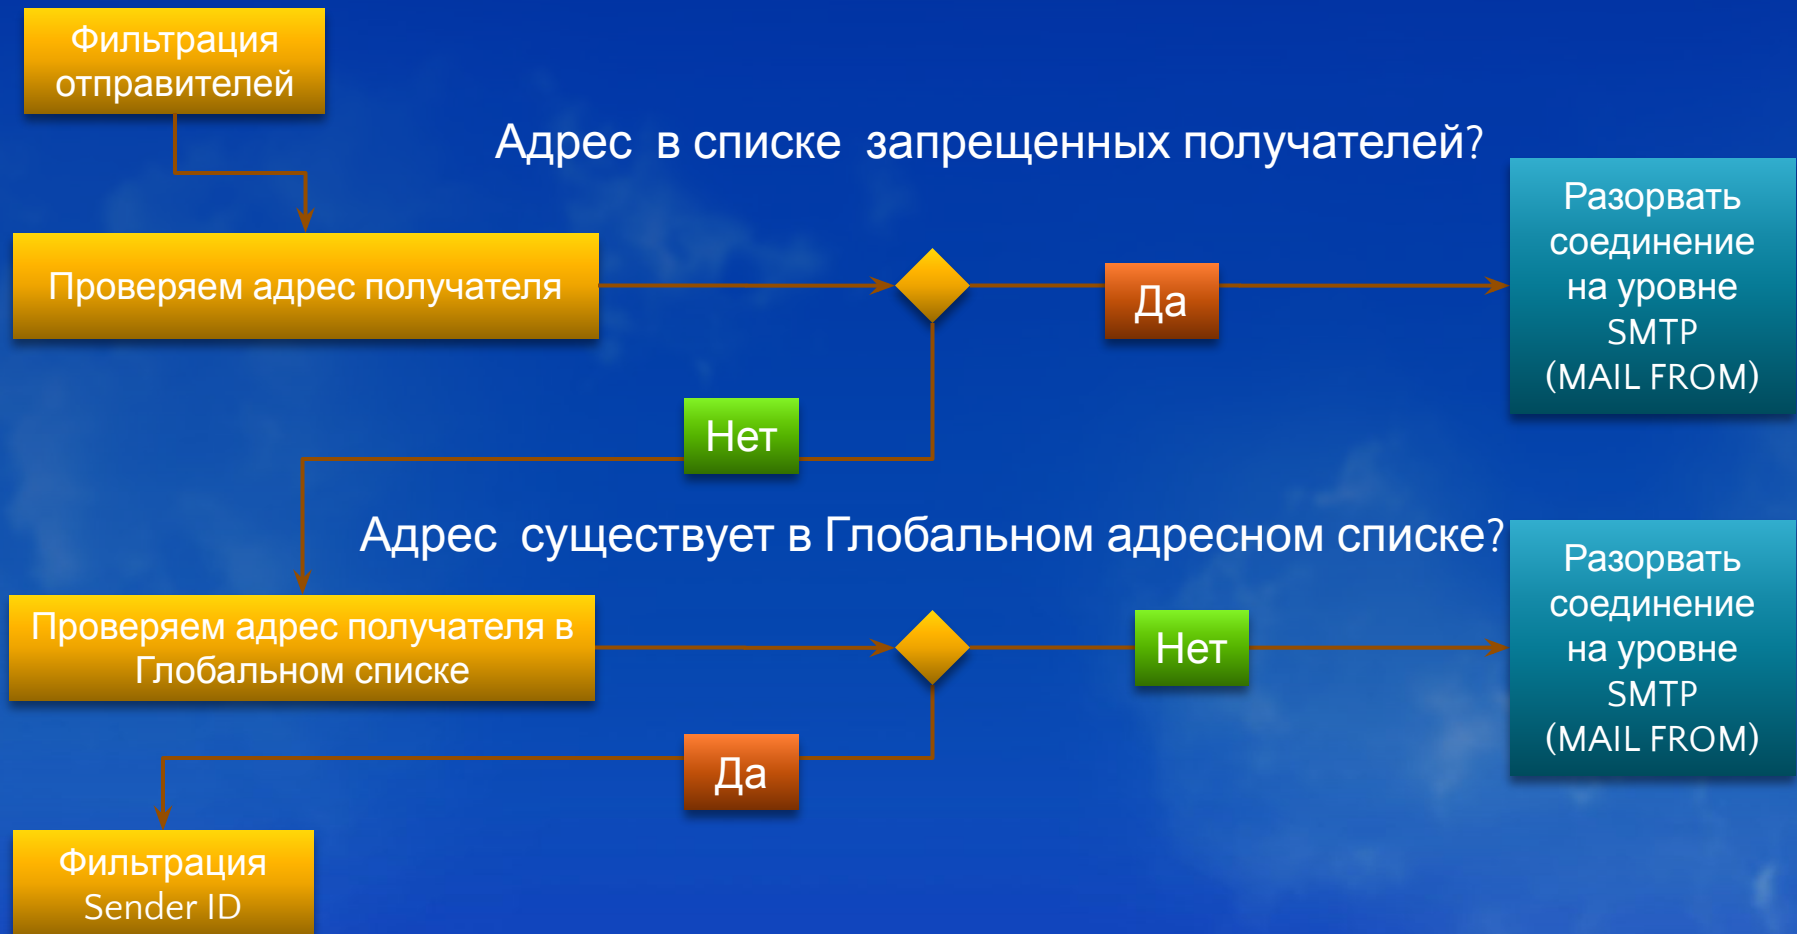 Фильтрация
отправителей
Адрес в списке запрещенных получателей?
Проверяем адрес получателя
Да
Разорвать
соединение
на уровне
SMTP
(MAIL FROM)
Нет
Адрес существует в Глобальном адресном списке?
Проверяем адрес получателя в
Глобальном списке
Нет
Разорвать
соединение
на уровне
SMTP
(MAIL FROM)
Да
Фильтрация
Sender ID